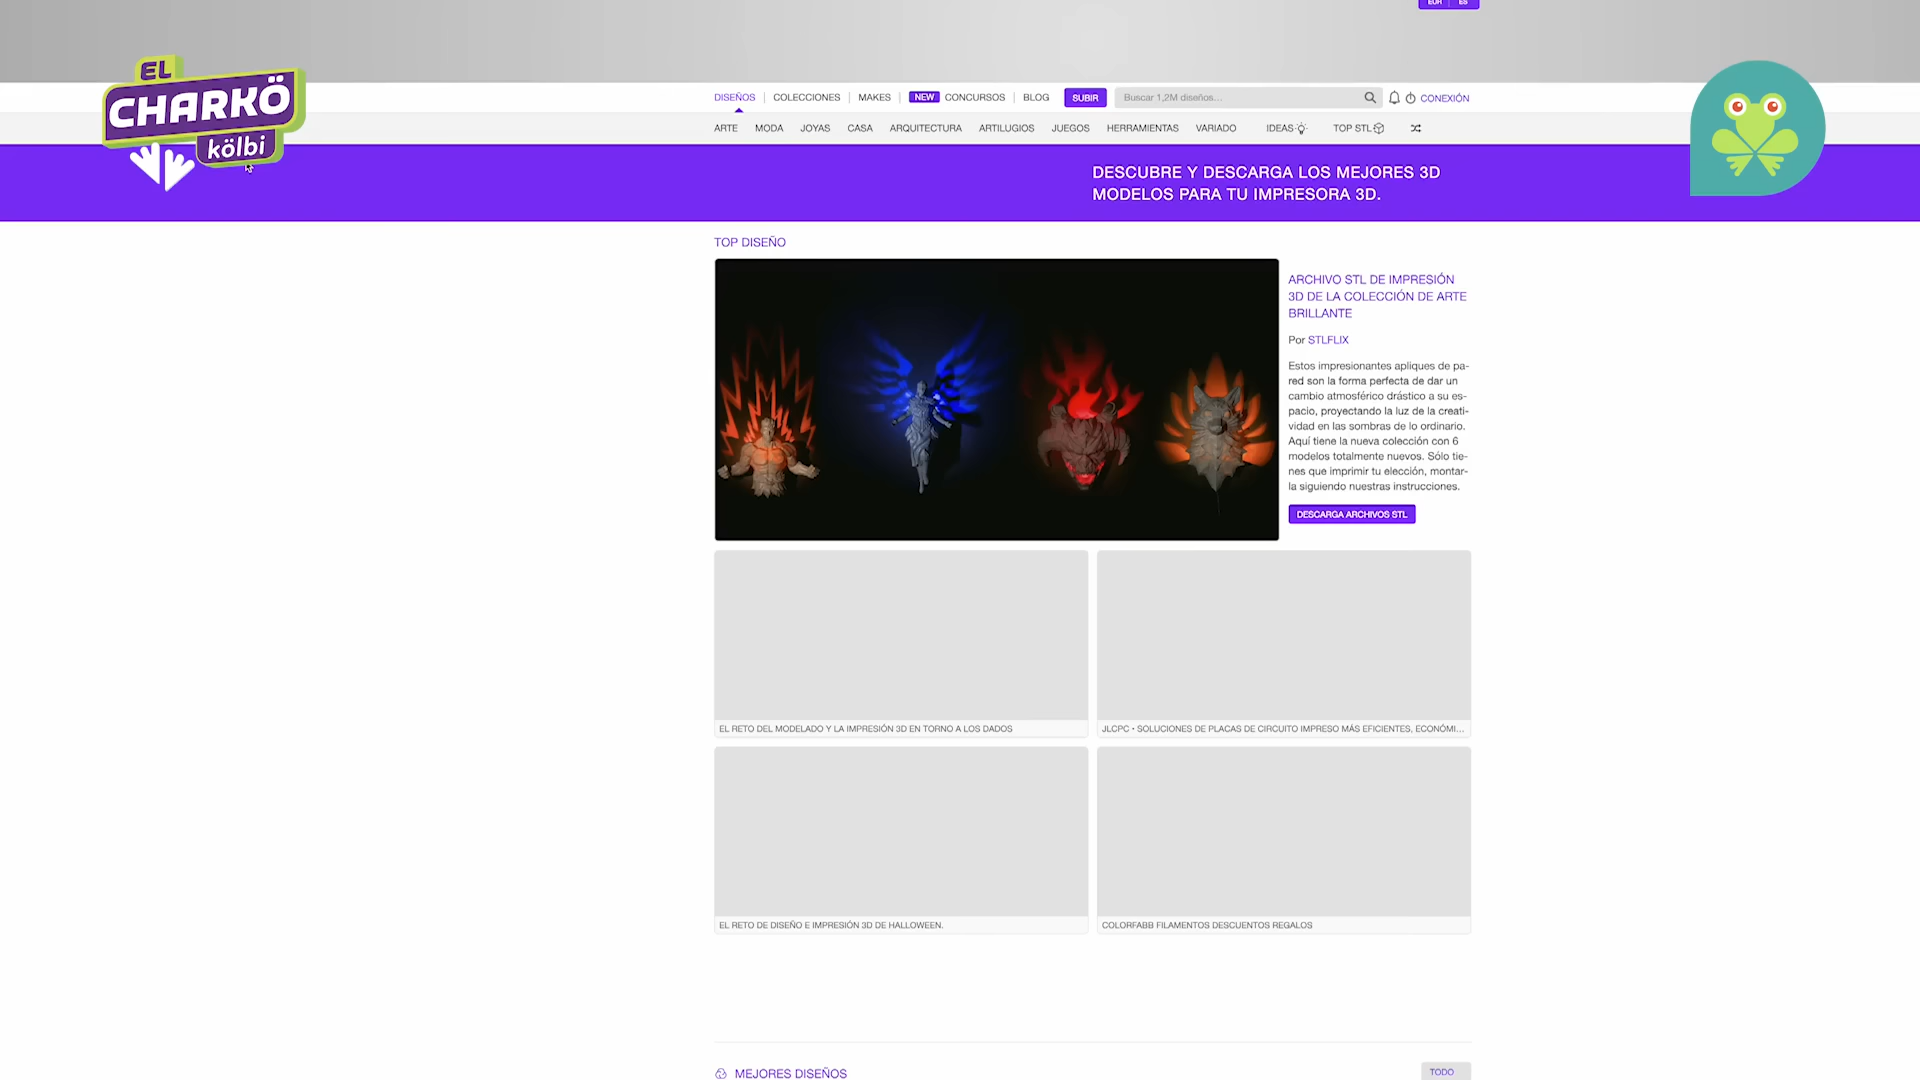 EUR ES
EL
CHARKÖ
kölbi
DISEÑOS COLECCIONES MAKES NEW CONCURSOS BLOG SUBIR Buscar 1,2M diseños... CONEXIÓN
ARTE MODA JOYAS CASA ARQUITECTURA ARTILUGIOS JUEGOS HERRAMIENTAS VARIADO IDEAS TOP STL
DESCUBRE Y DESCARGA LOS MEJORES 3D
MODELOS PARA TU IMPRESORA 3D.
TOP DISEÑO
ARCHIVO STL DE IMPRESIÓN
3D DE LA COLECCIÓN DE ARTE
BRILLANTE
Por STLFLIX
Estos impresionantes apliques de pa-
red son la forma perfecta de dar un
cambio atmosférico drástico a su es-
pacio, proyectando la luz de la creati-
vidad en las sombras de lo ordinario.
Aquí tiene la nueva colección con 6
modelos totalmente nuevos. Sólo tie-
nes que imprimir tu elección, montar-
la siguiendo nuestras instrucciones.
DESCARGA ARCHIVOS STL
EL RETO DEL MODELADO Y LA IMPRESIÓN 3D EN TORNO A LOS DADOS
JLCPC • SOLUCIONES DE PLACAS DE CIRCUITO IMPRESO MÁS EFICIENTES, ECONÓMI...
EL RETO DE DISEÑO E IMPRESIÓN 3D DE HALLOWEEN.
COLORFABB FILAMENTOS DESCUENTOS REGALOS
MEJORES DISEÑOS
TODO